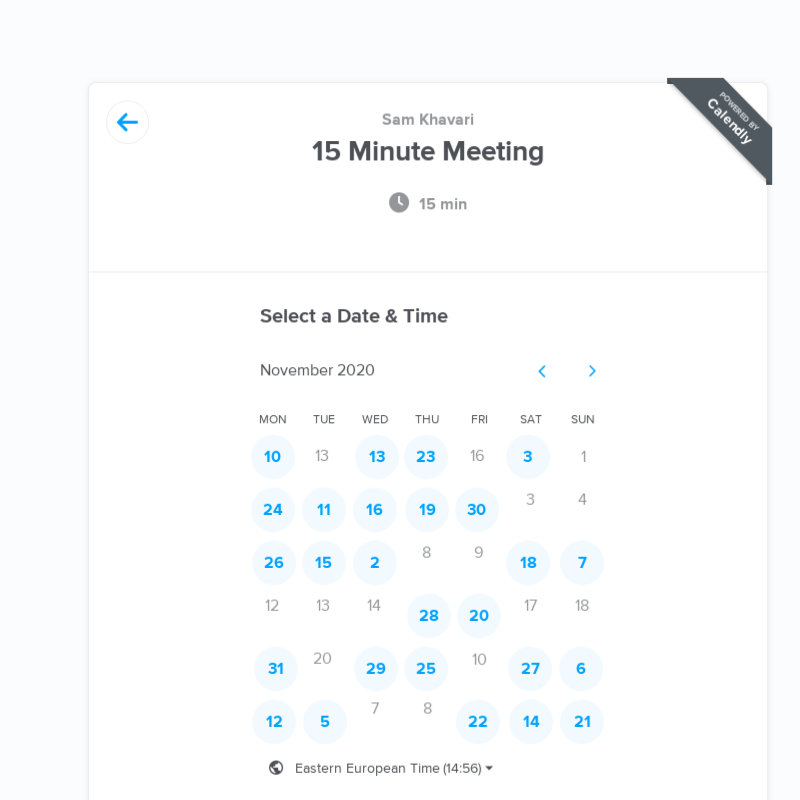 POWERED BY
Calendly
Sam Khavari
15 Minute Meeting
15 min
Select a Date & Time
November 2020
MON TUE WED THU FRI SAT SUN
10 13 13 23 16 3 1
24 11 16 19 30 3 4
26 15 2 8 9 18 7
12 13 14 28 20 17 18
31 20 29 25 10 27 6
12 5 7 8 22 14 21
Eastern European Time (14:56)